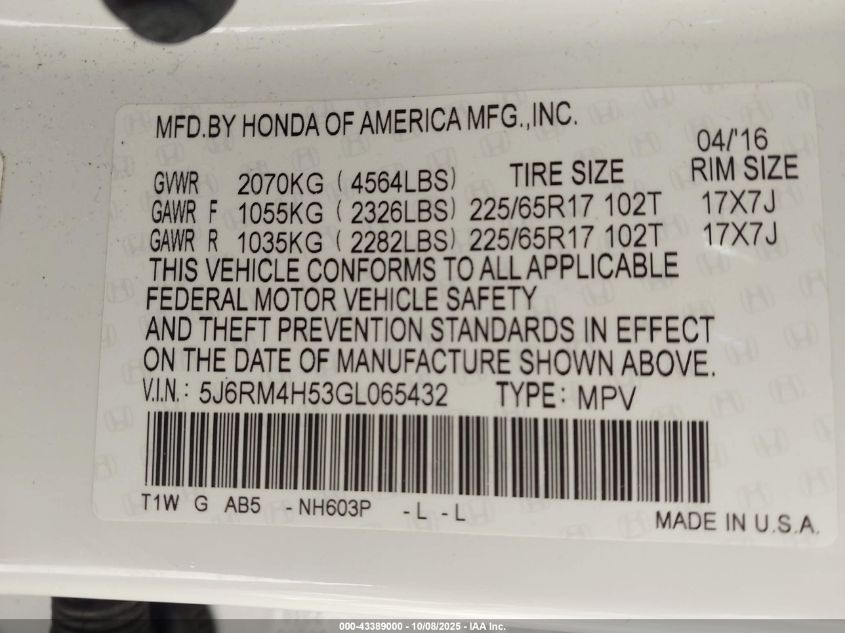 MFD.BY HONDA OF AMERICA MFG.,INC.
04/'16
GVWR 2070KG ( 4564LBS) TIRE SIZE RIM SIZE
GAWR F 1055KG ( 2326LBS) 225/65R17 102T 17X7J
GAWR R 1035KG ( 2282LBS) 225/65R17 102T 17X7J
THIS VEHICLE CONFORMS TO ALL APPLICABLE
FEDERAL MOTOR VEHICLE SAFETY
AND THEFT PREVENTION STANDARDS IN EFFECT
ON THE DATE OF MANUFACTURE SHOWN ABOVE.
V.I.N.: 5J6RM4H53GL065432 TYPE: MPV
T1W G AB5 - NH603P - L - L
MADE IN U.S.A.
000-43389000 - 10/08/2025 - IAA Inc.